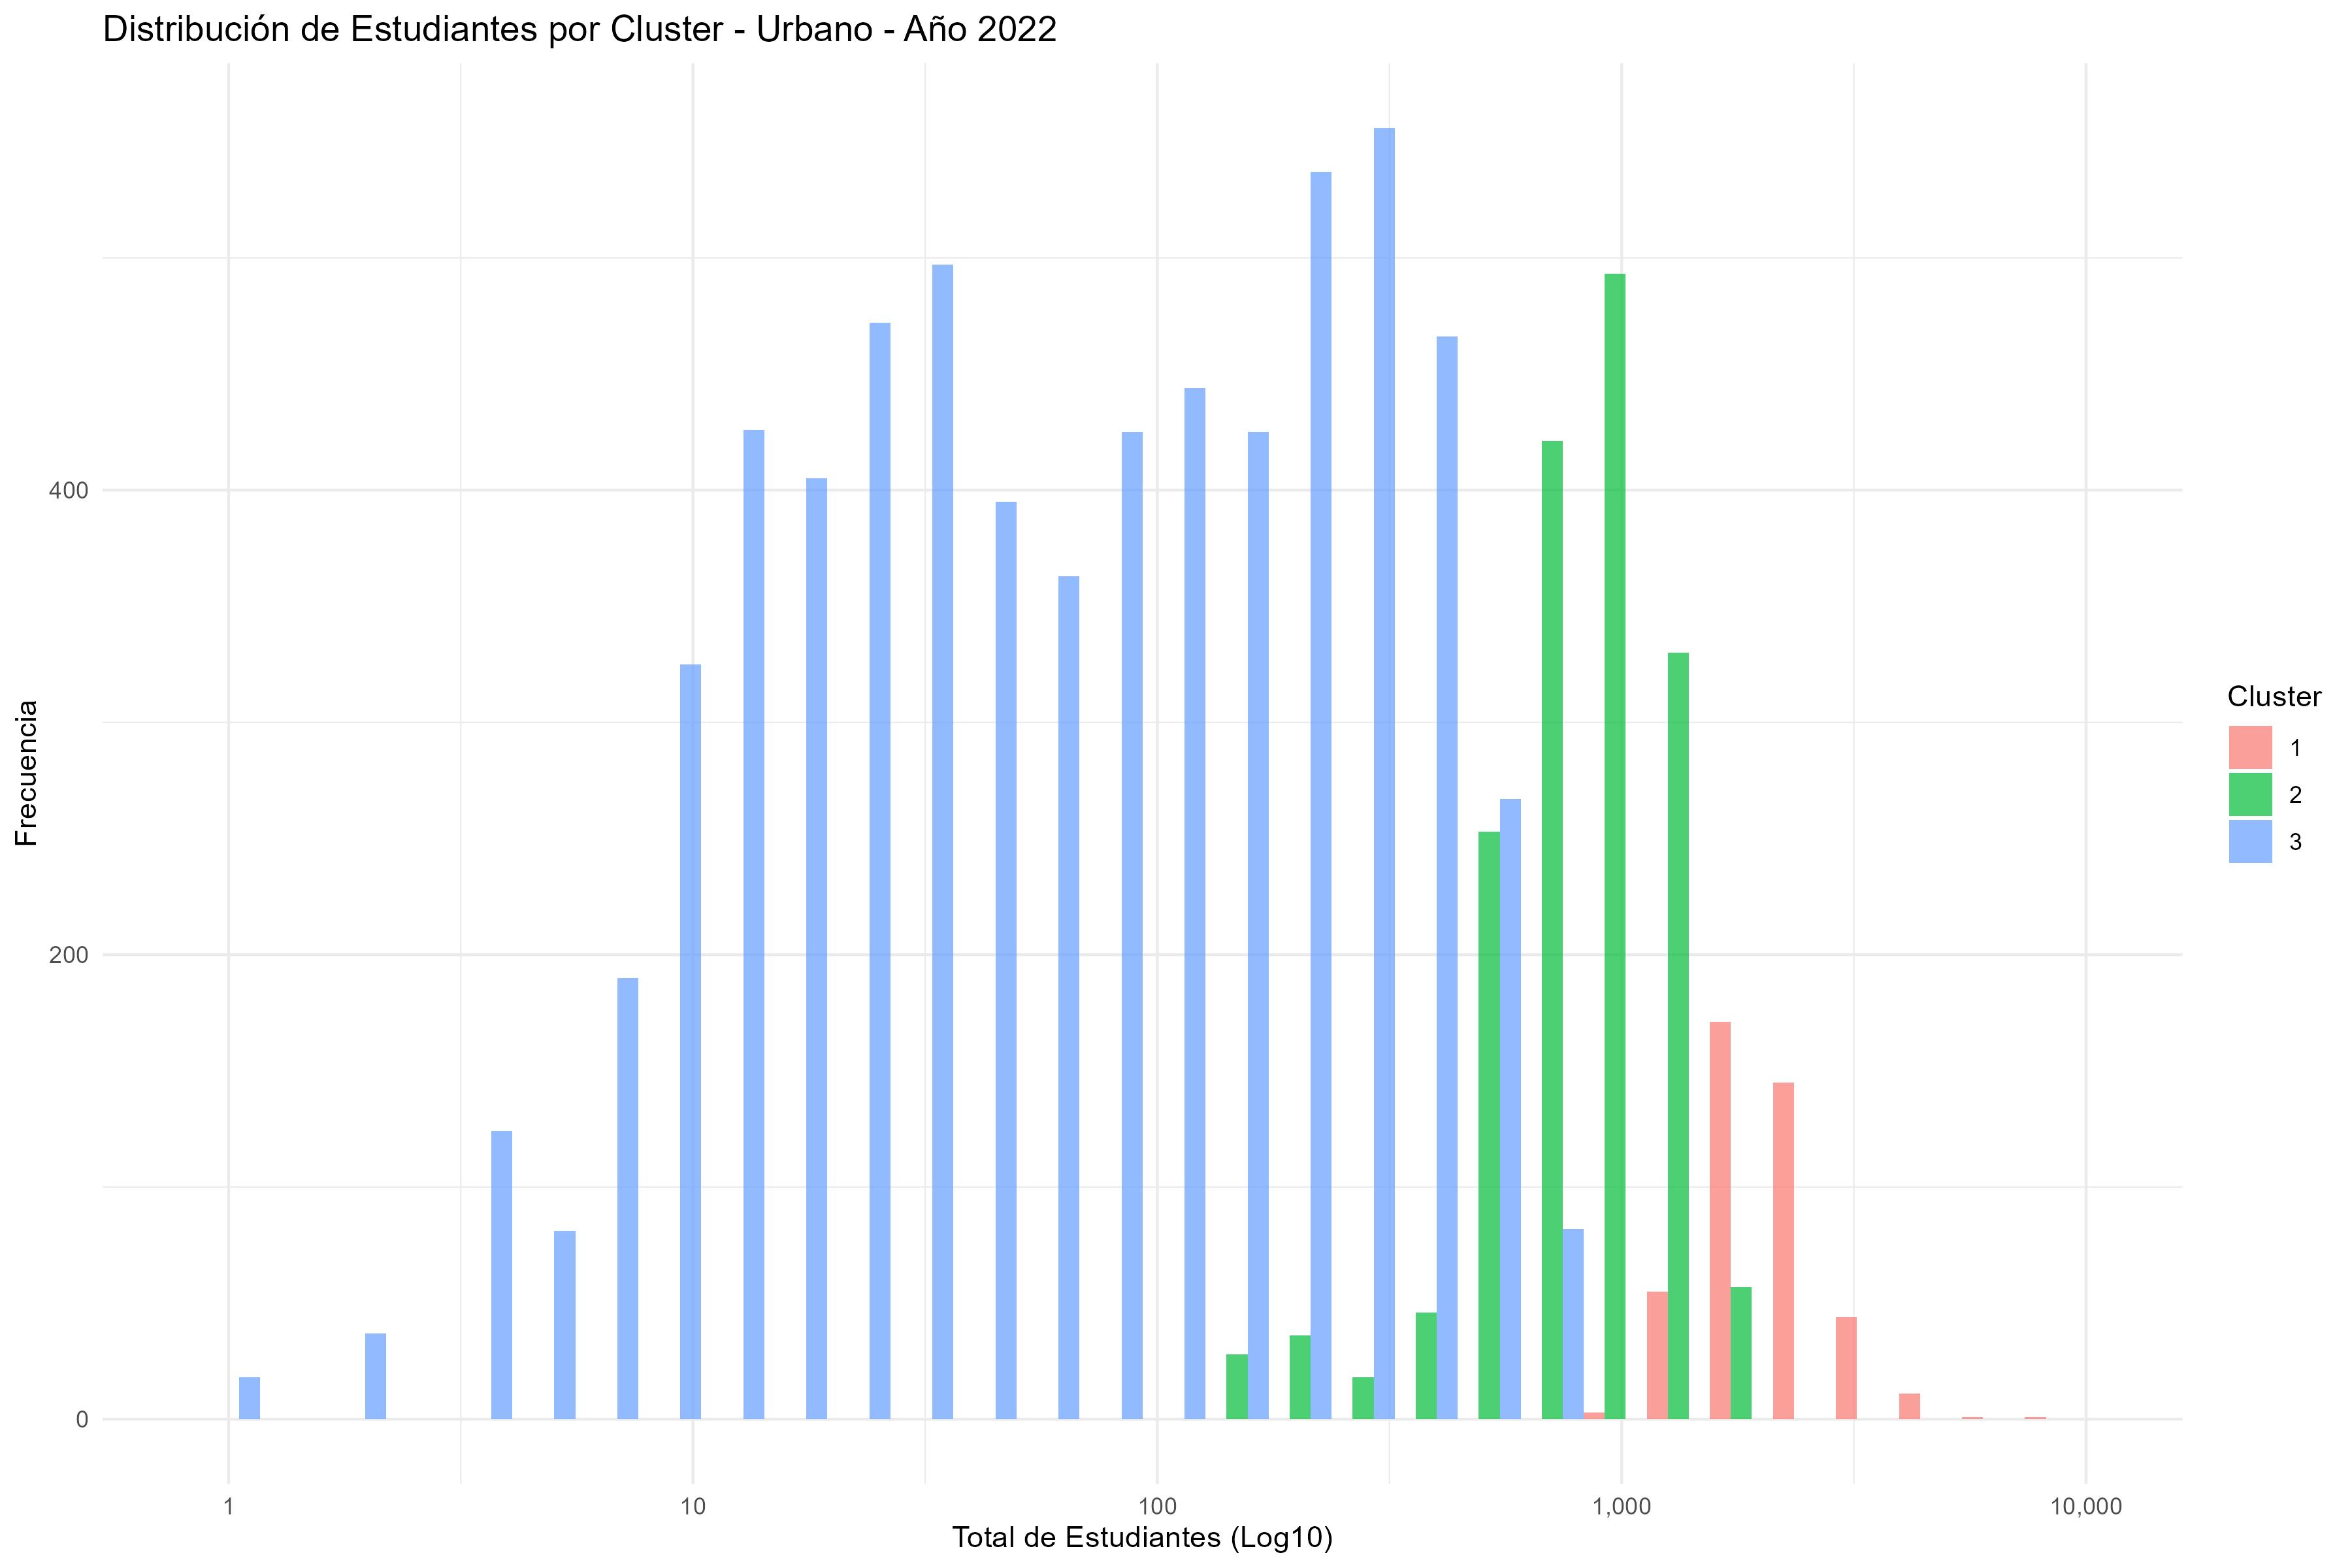 Distribución de Estudiantes por Cluster - Urbano - Año 2022
Frecuencia
400
200
0
1
10
100
1,000
10,000
Total de Estudiantes (Log10)
Cluster
1
2
3